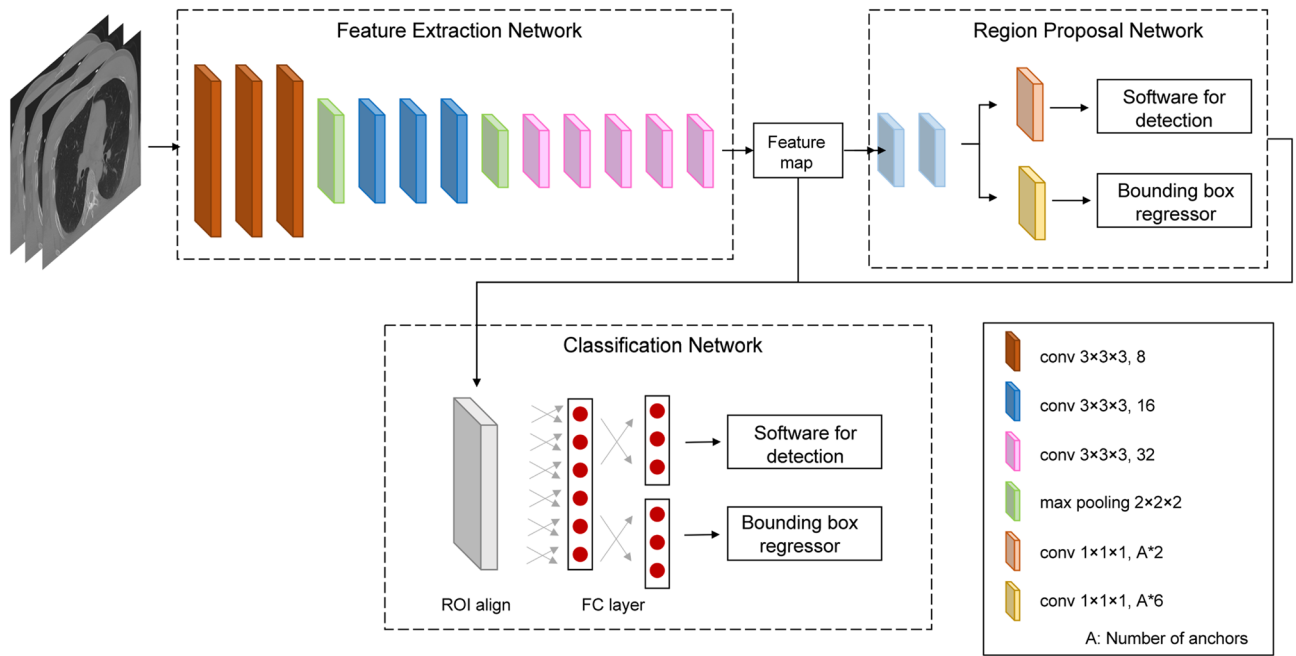 Feature Extraction Network
Region Proposal Network
Feature
map
Software for
detection
Bounding box
regressor
Classification Network
Software for
detection
Bounding box
regressor
ROI align
FC layer
conv 3×3×3, 8
conv 3×3×3, 16
conv 3×3×3, 32
max pooling 2×2×2
conv 1×1×1, A*2
conv 1×1×1, A*6
A: Number of anchors